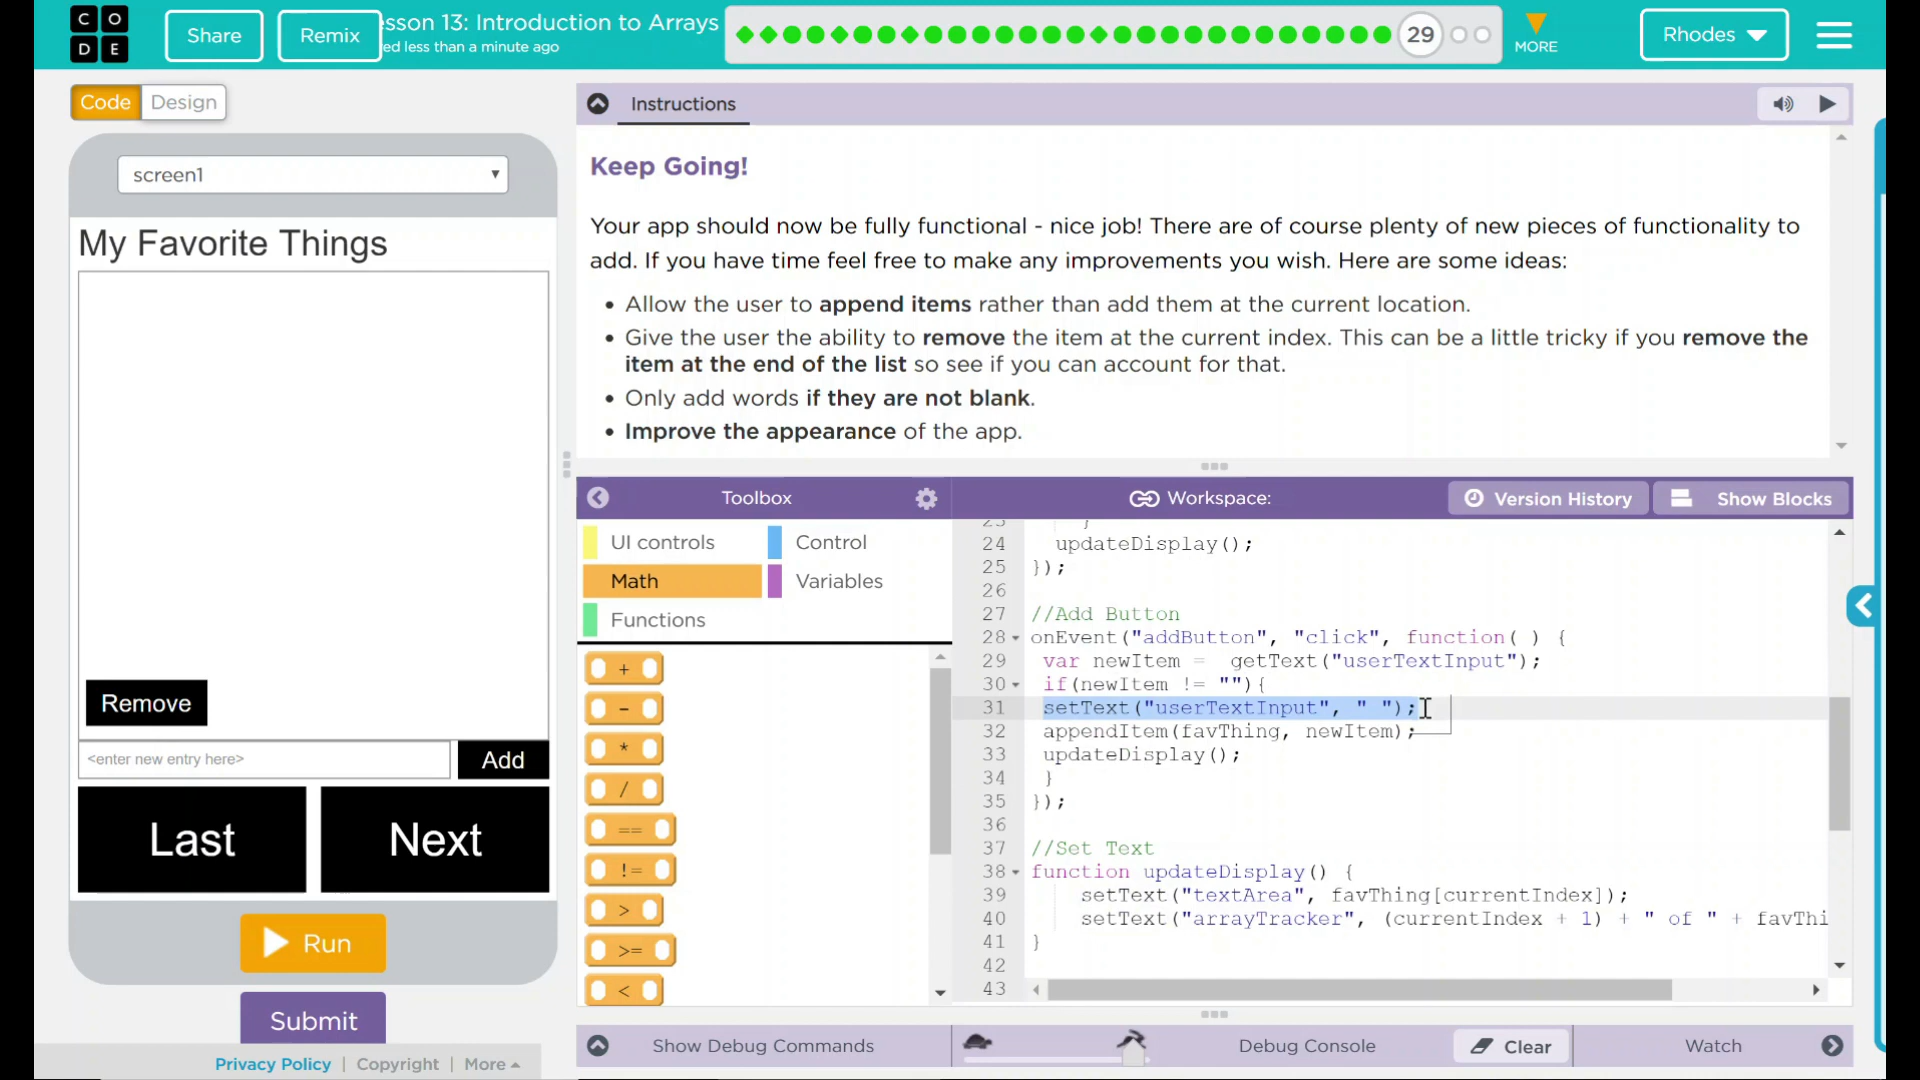 CODE
Share
Remix
esson 13: Introduction to Arrays
ed less than a minute ago
29
MORE
Rhodes
Code
Design
screen1
My Favorite Things
Remove
<enter new entry here>
Add
Last
Next
Run
Submit
Privacy Policy | Copyright | More
Instructions
Keep Going!
Your app should now be fully functional - nice job! There are of course plenty of new pieces of functionality to
add. If you have time feel free to make any improvements you wish. Here are some ideas:
• Allow the user to append items rather than add them at the current location.
• Give the user the ability to remove the item at the current index. This can be a little tricky if you remove the
item at the end of the list so see if you can account for that.
• Only add words if they are not blank.
• Improve the appearance of the app.
Toolbox
Workspace:
Version History
Show Blocks
UI controls
Control
Math
Variables
Functions
+
-
*
/
==
!=
>
>=
<
23 }
24 updateDisplay();
25 });
26
27 //Add Button
28 onEvent("addButton", "click", function( ) {
29 var newItem =  getText("userTextInput");
30 if(newItem != ""){
31 setText("userTextInput", " ");
32 appendItem(favThing, newItem);
33 updateDisplay();
34 }
35 });
36
37 //Set Text
38 function updateDisplay() {
39 setText("textArea", favThing[currentIndex]);
40 setText("arrayTracker", (currentIndex + 1) + " of " + favThi
41 }
42
43
Show Debug Commands
Debug Console
Clear
Watch